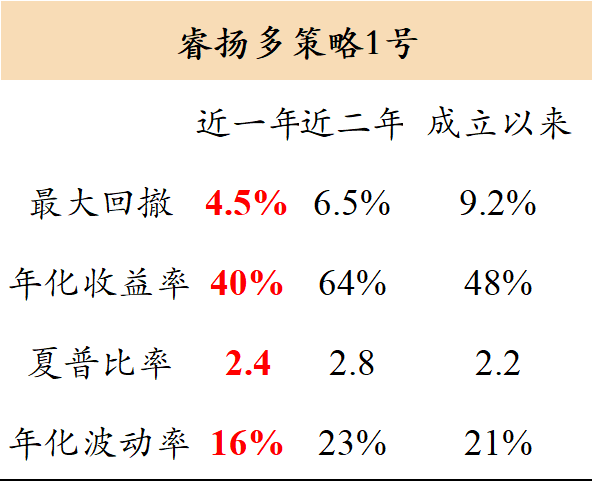 睿扬多策略1号
近一年 近二年 成立以来
最大回撤 4.5% 6.5% 9.2%
年化收益率 40% 64% 48%
夏普比率 2.4 2.8 2.2
年化波动率 16% 23% 21%